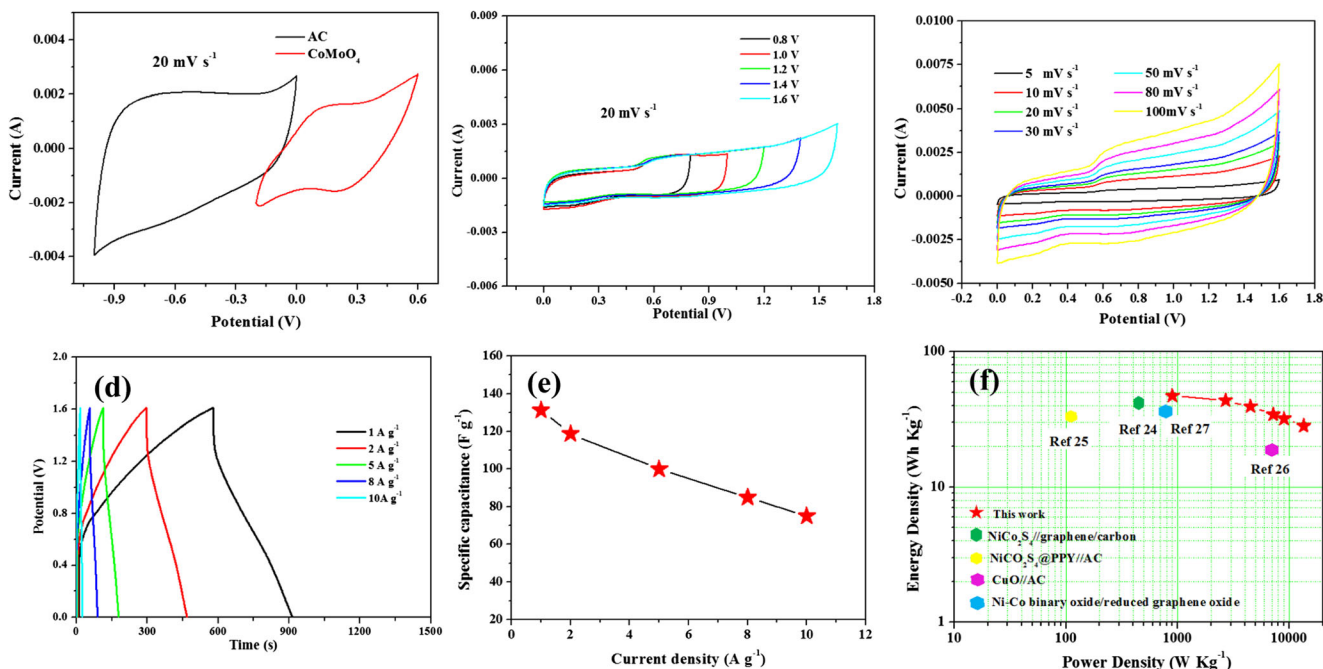 0.004
0.002
0.000
-0.002
-0.004
-0.9
-0.6
-0.3
0.0
0.3
0.6
Current (A)
Potential (V)
20 mV s⁻¹
AC
CoMoO₄
0.009
0.006
0.003
0.000
-0.003
-0.006
0.0
0.3
0.6
0.9
1.2
1.5
1.8
Current (A)
Potential (V)
20 mV s⁻¹
0.8 V
1.0 V
1.2 V
1.4 V
1.6 V
0.0100
0.0075
0.0050
0.0025
0.0000
-0.0025
-0.0050
-0.2
0.0
0.2
0.4
0.6
0.8
1.0
1.2
1.4
1.6
1.8
Current (A)
Potential (V)
5 mV s⁻¹
10 mV s⁻¹
20 mV s⁻¹
30 mV s⁻¹
50 mV s⁻¹
80 mV s⁻¹
100mV s⁻¹
(d)
2.0
1.6
1.2
0.8
0.4
0.0
0
300
600
900
1200
1500
Potential (V)
Time (s)
1 A g⁻¹
2 A g⁻¹
5 A g⁻¹
8 A g⁻¹
10A g⁻¹
(e)
160
140
120
100
80
60
40
20
0
2
4
6
8
10
12
Specific capacitance (F g⁻¹)
Current density (A g⁻¹)
(f)
100
10
1
10
100
1000
10000
Energy Density (Wh Kg⁻¹)
Power Density (W Kg⁻¹)
Ref 25
Ref 24
Ref 27
Ref 26
This work
NiCo₂S₄//graphene/carbon
NiCO₂S₄@PPY//AC
CuO//AC
Ni-Co binary oxide/reduced graphene oxide